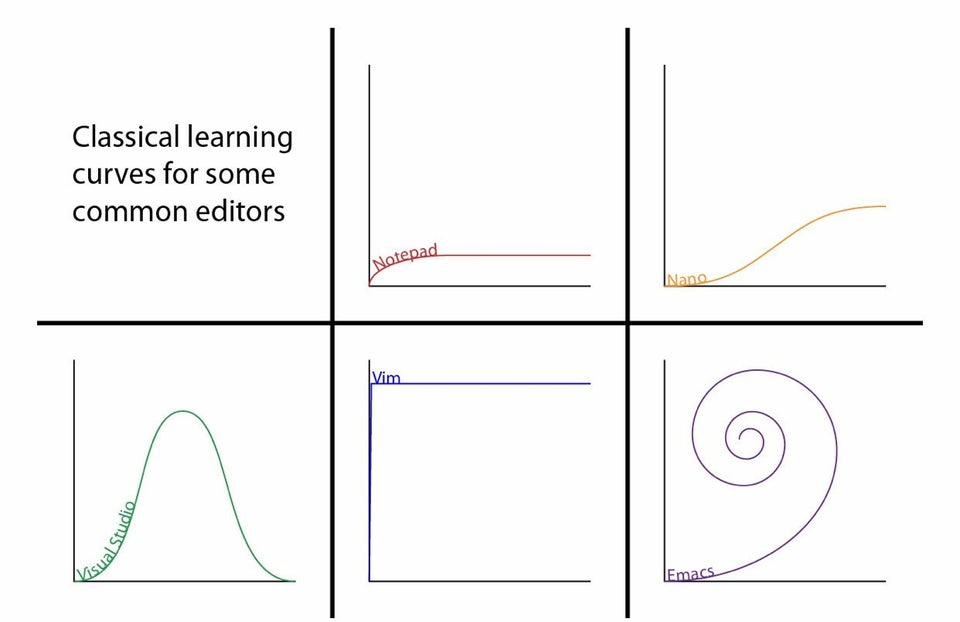 Classical learning
curves for some
common editors
Notepad
Nano
Visual Studio
Vim
Emacs